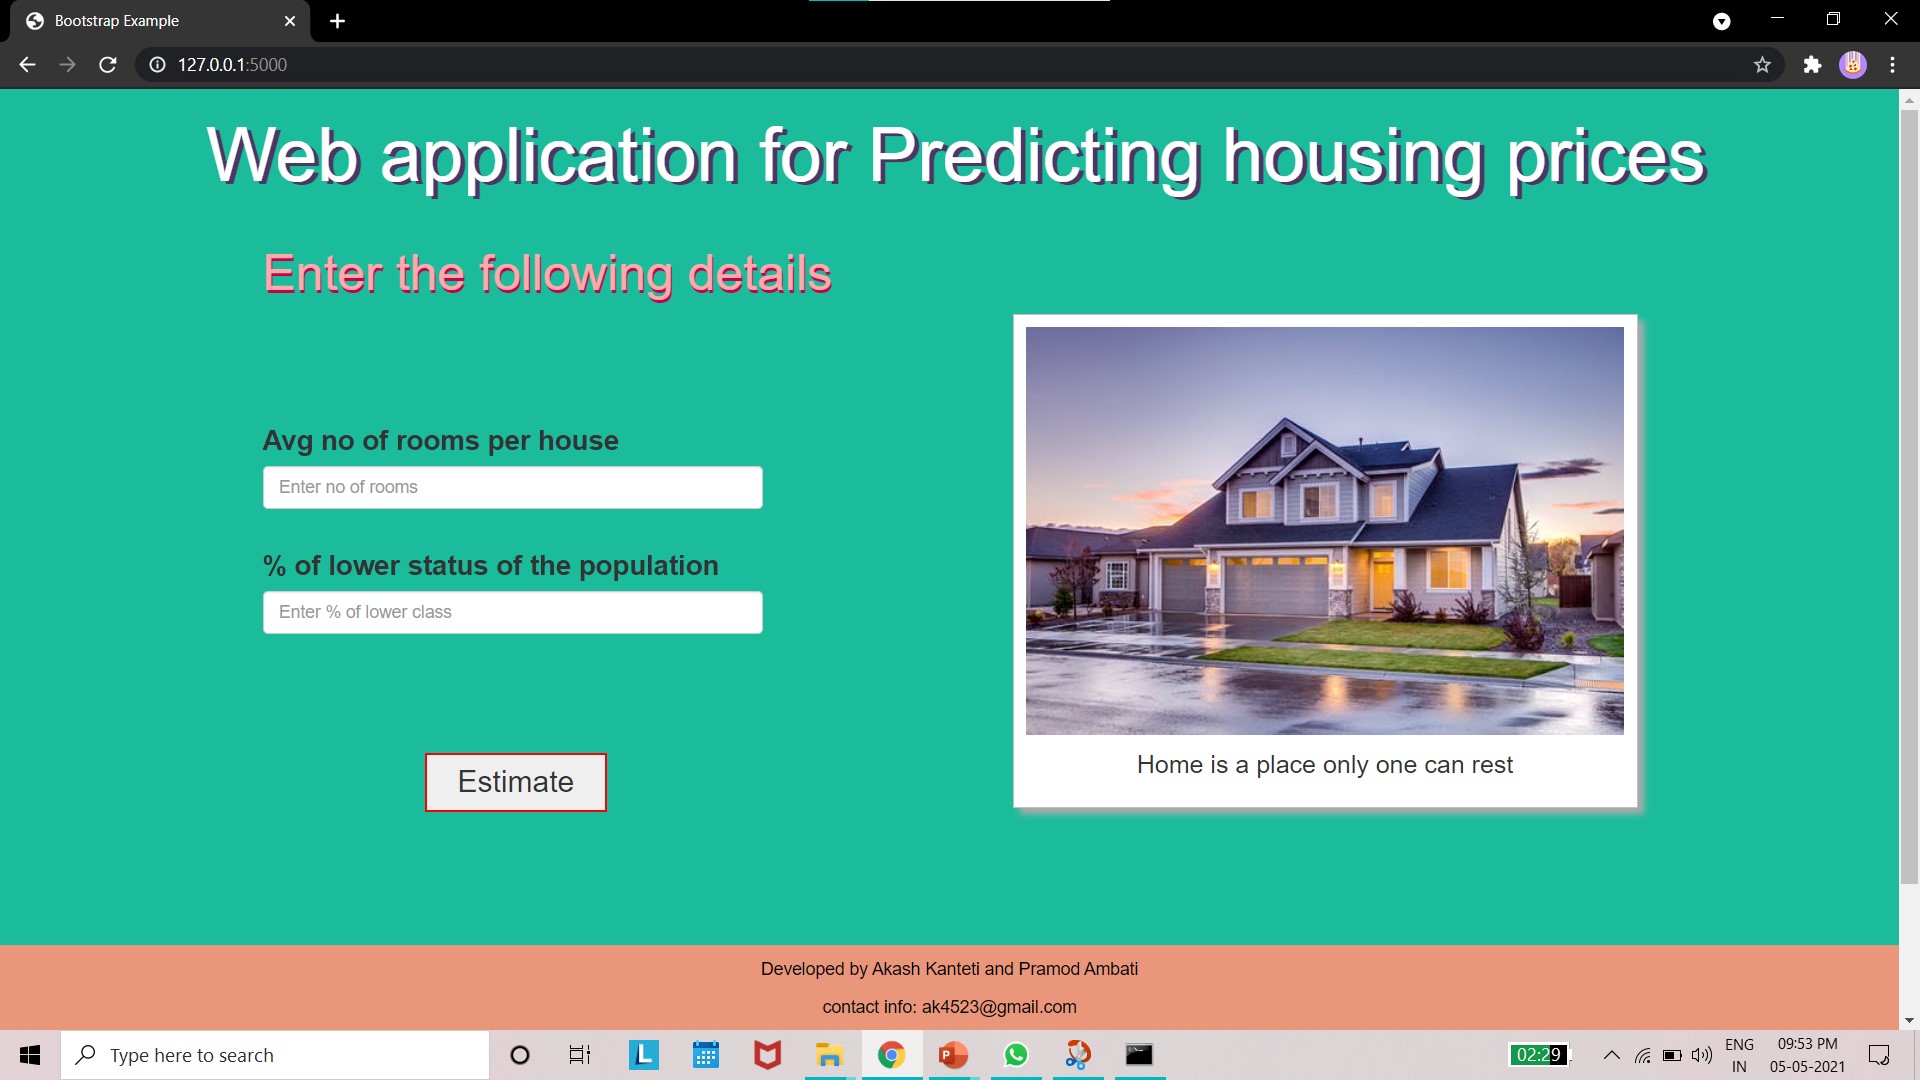 Bootstrap Example
127.0.0.1:5000
Web application for Predicting housing prices
Enter the following details
Avg no of rooms per house
Enter no of rooms
% of lower status of the population
Enter % of lower class
Estimate
Home is a place only one can rest
Developed by Akash Kanteti and Pramod Ambati
contact info: ak4523@gmail.com
Type here to search
L
P
02:29
ENG
IN
09:53 PM
05-05-2021